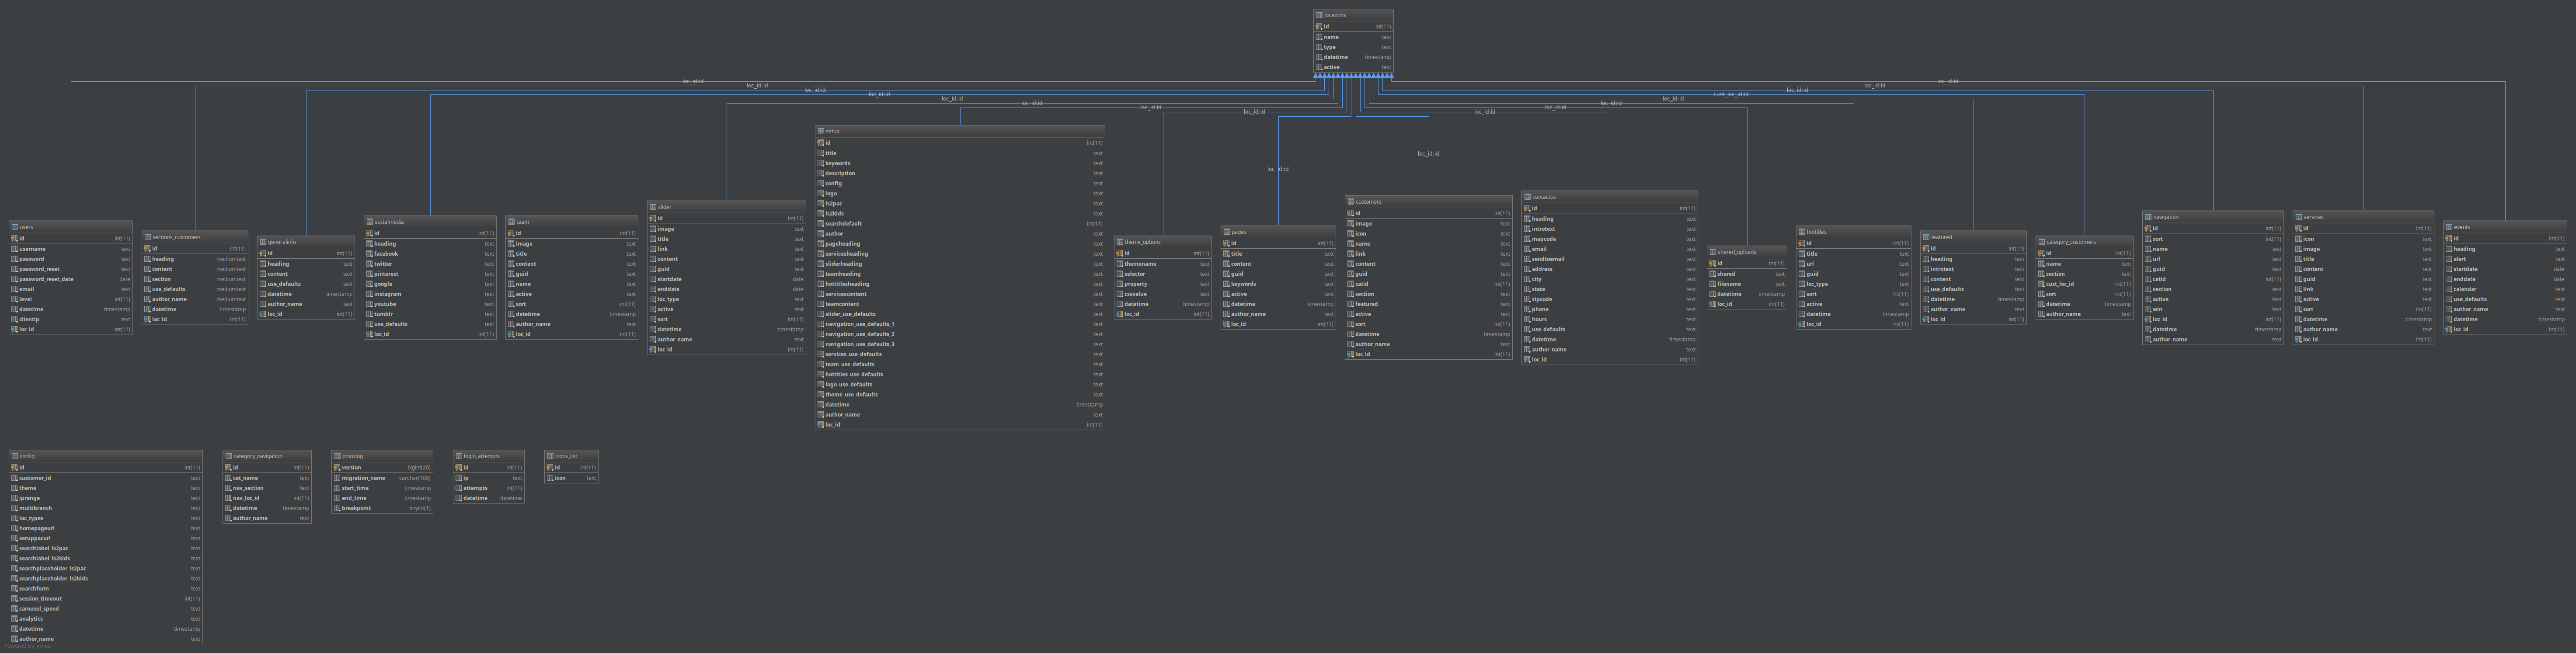 locations
id int(11)
name text
type text
datetime timestamp
active text
loc_id:id
loc_id:id
loc_id:id
loc_id:id
loc_id:id
loc_id:id
loc_id:id
loc_id:id
loc_id:id
loc_id:id
loc_id:id
loc_id:id
loc_id:id
loc_id:id
cust_loc_id:id
loc_id:id
loc_id:id
loc_id:id
users
id int(11)
username text
password text
password_reset text
password_reset_date date
email text
level int(11)
datetime timestamp
clientip text
loc_id int(11)
sections_customers
id int(11)
heading mediumtext
content mediumtext
section mediumtext
use_defaults mediumtext
author_name mediumtext
datetime timestamp
loc_id int(11)
generalinfo
id int(11)
heading text
content text
use_defaults text
datetime timestamp
author_name text
loc_id int(11)
socialmedia
id int(11)
heading text
facebook text
twitter text
pinterest text
google text
instagram text
youtube text
tumblr text
use_defaults text
loc_id int(11)
team
id int(11)
image text
title text
content text
guid text
name text
active text
sort int(11)
datetime timestamp
author_name text
loc_id int(11)
slider
id int(11)
image text
title text
link text
content text
guid text
startdate date
enddate date
loc_type text
active text
sort int(11)
datetime timestamp
author_name text
loc_id int(11)
setup
id int(11)
title text
keywords text
description text
config text
logo text
ls2pac text
ls2kids text
searchdefault int(11)
author text
pageheading text
servicesheading text
sliderheading text
teamheading text
hottitlesheading text
servicescontent text
teamcontent text
slider_use_defaults text
navigation_use_defaults_1 text
navigation_use_defaults_2 text
navigation_use_defaults_3 text
services_use_defaults text
team_use_defaults text
hottitles_use_defaults text
logo_use_defaults text
theme_use_defaults text
datetime timestamp
author_name text
loc_id int(11)
theme_options
id int(11)
themename text
selector text
property text
cssvalue text
datetime timestamp
loc_id int(11)
pages
id int(11)
title text
content text
guid text
keywords text
active text
datetime timestamp
author_name text
loc_id int(11)
customers
id int(11)
image text
icon text
name text
link text
content text
guid text
catid int(11)
section text
featured text
active text
sort int(11)
datetime timestamp
author_name text
loc_id int(11)
contactus
id int(11)
heading text
introtext text
mapcode text
email text
sendtoemail text
address text
city text
state text
zipcode text
phone text
hours text
use_defaults text
datetime timestamp
author_name text
loc_id int(11)
shared_uploads
id int(11)
shared text
filename text
datetime timestamp
loc_id int(11)
hottitles
id int(11)
title text
url text
guid text
loc_type text
sort int(11)
active text
datetime timestamp
loc_id int(11)
featured
id int(11)
heading text
introtext text
content text
use_defaults text
datetime timestamp
author_name text
loc_id int(11)
category_customers
id int(11)
name text
section text
cust_loc_id int(11)
sort int(11)
datetime timestamp
author_name text
navigation
id int(11)
sort int(11)
name text
url text
guid text
catid int(11)
section text
active text
win text
loc_id int(11)
datetime timestamp
author_name text
services
id int(11)
icon text
image text
title text
content text
guid text
link text
active text
sort int(11)
datetime timestamp
author_name text
loc_id int(11)
events
id int(11)
heading text
alert text
startdate date
enddate date
calendar text
use_defaults text
author_name text
datetime timestamp
loc_id int(11)
config
id int(11)
customer_id text
theme text
iprange text
multibranch text
loc_types text
homepageurl text
setuppacurl text
searchlabel_ls2pac text
searchlabel_ls2kids text
searchplaceholder_ls2pac text
searchplaceholder_ls2kids text
searchform text
session_timeout int(11)
carousel_speed text
analytics text
datetime timestamp
author_name text
category_navigation
id int(11)
cat_name text
nav_section text
nav_loc_id int(11)
datetime timestamp
author_name text
phinxlog
version bigint(20)
migration_name varchar(100)
start_time timestamp
end_time timestamp
breakpoint tinyint(1)
login_attempts
id int(11)
ip text
attempts int(11)
datetime datetime
icons_list
id int(11)
icon text
Powered by yFiles